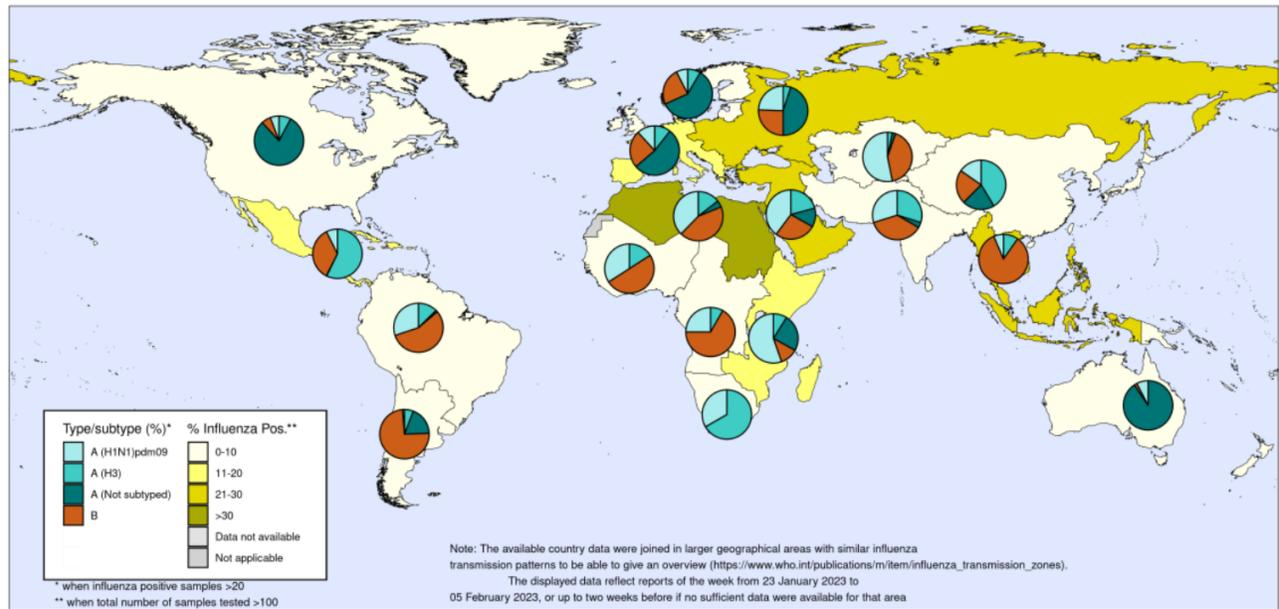 Type/subtype (%)*
A (H1N1)pdm09
A (H3)
A (Not subtyped)
B
% Influenza Pos.**
0-10
11-20
21-30
>30
Data not available
Not applicable
* when influenza positive samples >20
** when total number of samples tested >100
Note: The available country data were joined in larger geographical areas with similar influenza
transmission patterns to be able to give an overview (https://www.who.int/publications/m/item/influenza_transmission_zones).
The displayed data reflect reports of the week from 23 January 2023 to
05 February 2023, or up to two weeks before if no sufficient data were available for that area